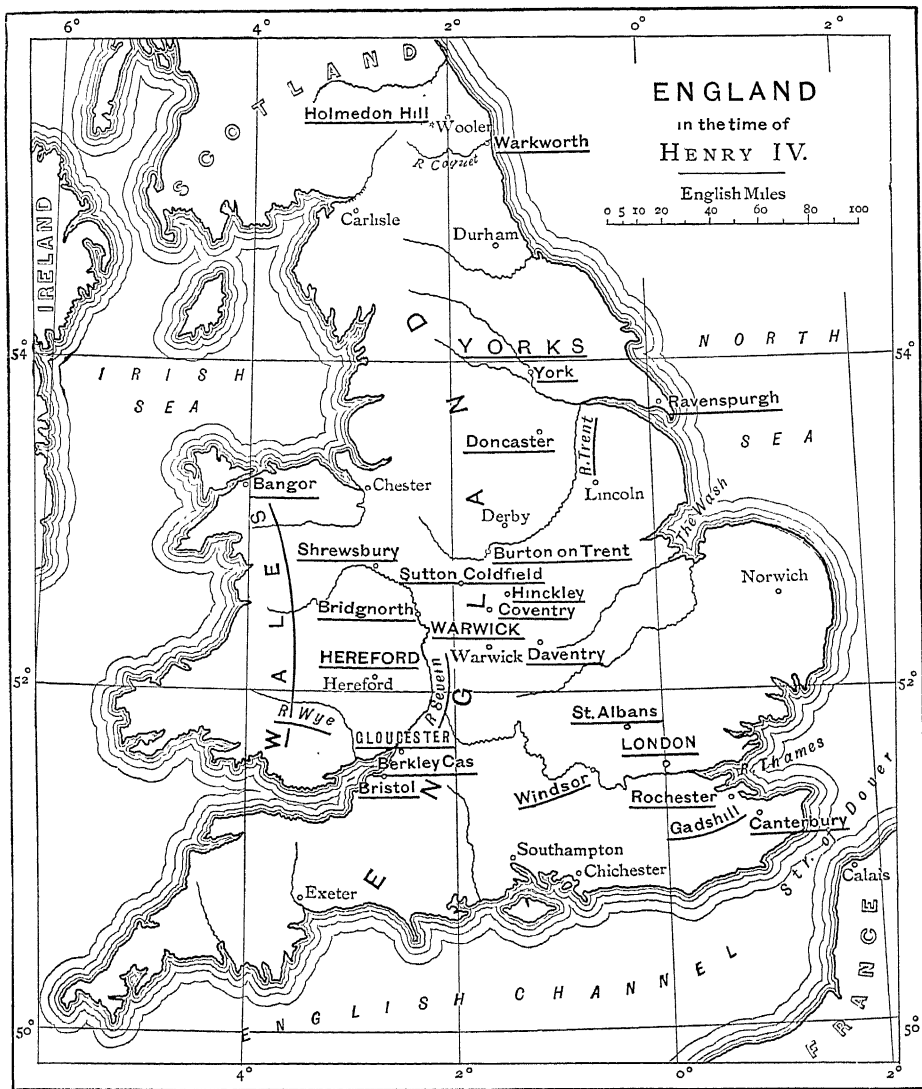 6°
4°
2°
0°
2°
ENGLAND
in the time of
HENRY IV.
English Miles
0 5 10 20 40 60 80 100
SCOTLAND
Holmedon Hill
Wooler
Warkworth
R Coquet
Carlisle
IRELAND
Durham
54°
YORKS
York
NORTH
SEA
54°
IRISH
SEA
Ravenspurgh
Doncaster
R. Trent
Lincoln
Bangor
Chester
Derby
The Wash
Shrewsbury
Burton on Trent
Sutton Coldfield
Norwich
Hinckley
Bridgnorth
Coventry
WALES
WARWICK
HEREFORD
Warwick
Daventry
52°
Hereford
R Severn
52°
R Wye
St. Albans
GLOUCESTER
LONDON
Berkley Cas
R. Thames
Bristol
Windsor
Rochester
Gadshill
Canterbury
Str. of Dover
ENGLAND
Southampton
Chichester
Calais
Exeter
FRANCE
ENGLISH CHANNEL
50°
50°
6°
4°
2°
0°
2°